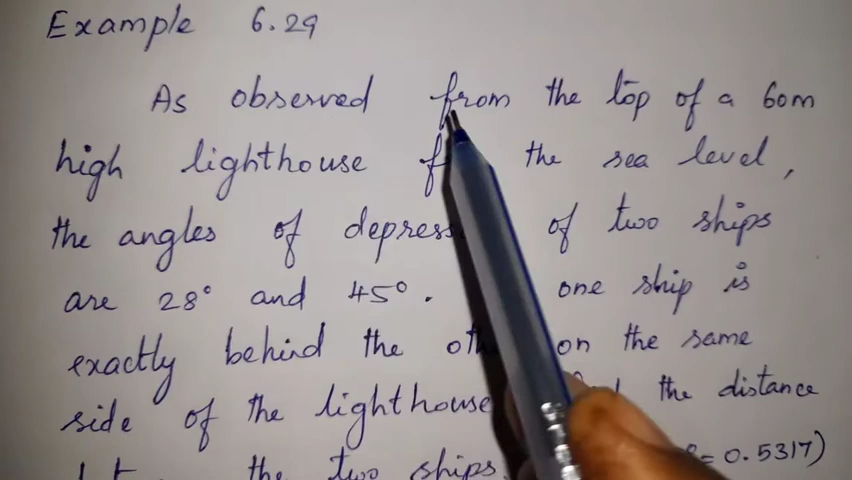 Example 6.29
As observed from the top of a 60m
high lighthouse the sea level,
the angles of depress of two ships
are 28° and 45°. one ship is
exactly behind the on the same
side of the lighthouse the distance
the two ships. = 0.5317)